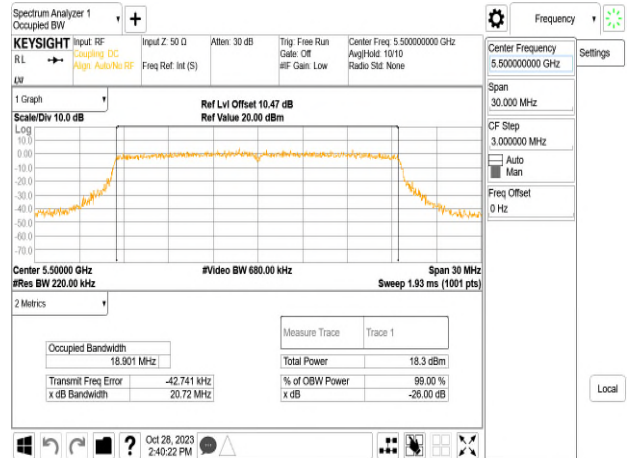 Spectrum Analyzer 1
Occupied BW
Frequency
KEYSIGHT
Input: RF
Coupling: DC
Align: Auto/No RF
Input Z: 50 Ω
Freq Ref: Int (S)
Atten: 30 dB
Trig: Free Run
Gate: Off
#IF Gain: Low
Center Freq: 5.500000000 GHz
Avg|Hold: 10/10
Radio Std: None
RL
LXI
Center Frequency
5.500000000 GHz
Settings
Span
30.000 MHz
CF Step
3.000000 MHz
Auto
Man
Freq Offset
0 Hz
Local
1 Graph
Scale/Div 10.0 dB
Ref Lvl Offset 10.47 dB
Ref Value 20.00 dBm
Log
10.0
0.00
-10.0
-20.0
-30.0
-40.0
-50.0
-60.0
-70.0
Center 5.50000 GHz
#Video BW 680.00 kHz
Span 30 MHz
#Res BW 220.00 kHz
Sweep 1.93 ms (1001 pts)
2 Metrics
Measure Trace
Trace 1
Occupied Bandwidth
18.901 MHz
Total Power
18.3 dBm
Transmit Freq Error
-42.741 kHz
% of OBW Power
99.00 %
x dB Bandwidth
20.72 MHz
x dB
-26.00 dB
Oct 28, 2023
2:40:22 PM